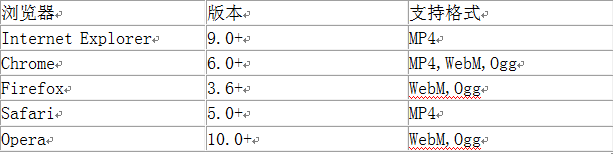 浏览器 版本 支持格式
Internet Explorer 9.0+ MP4
Chrome 6.0+ MP4,WebM,Ogg
Firefox 3.6+ WebM,Ogg
Safari 5.0+ MP4
Opera 10.0+ WebM,Ogg